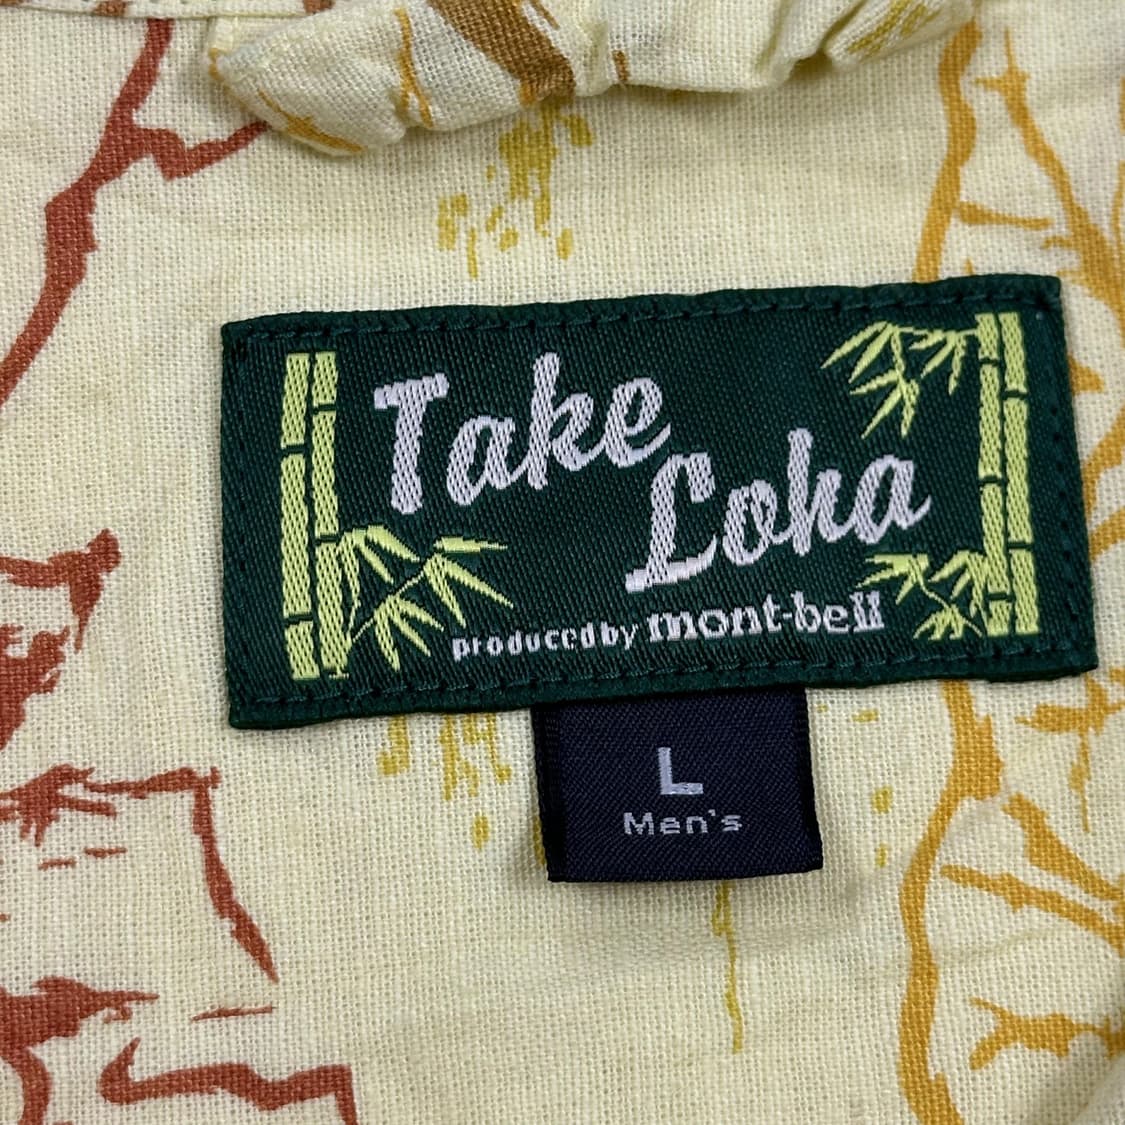 Take
Loha
produced by mont-bell
L
Men's